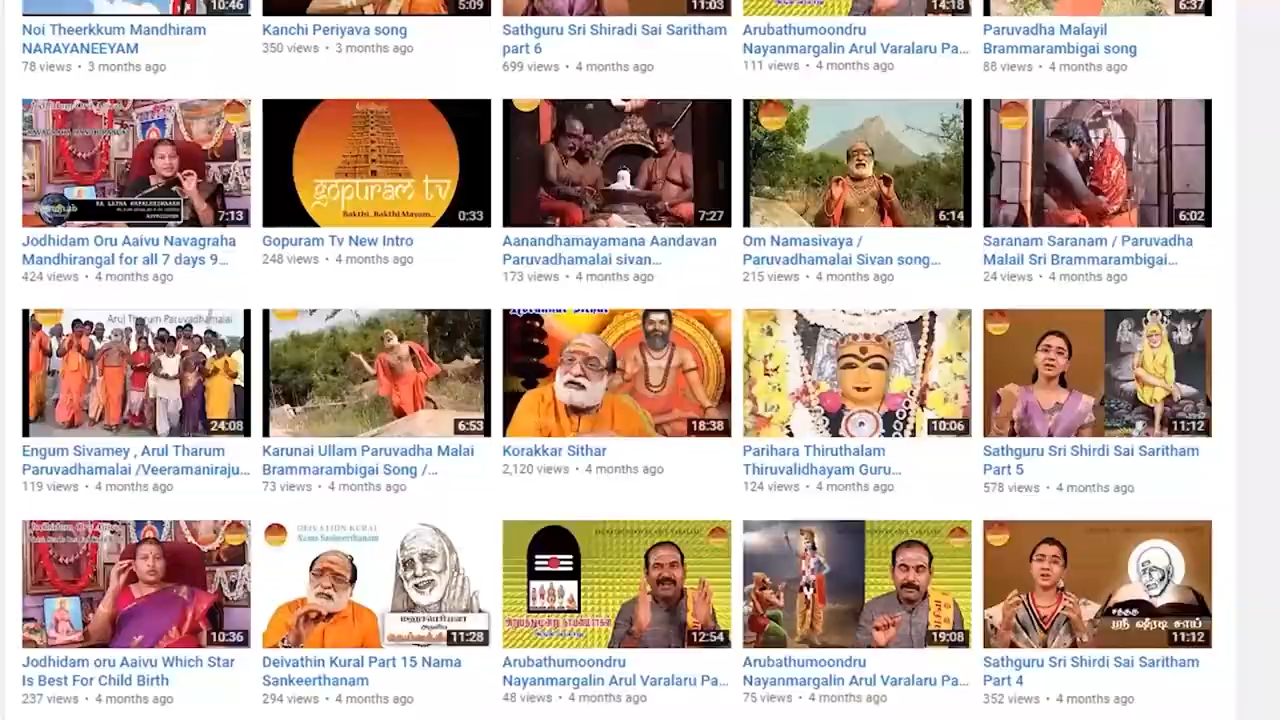 10:46
5:09
11:03
14:18
6:37
Noi Theerkkum Mandhiram
NARAYANEEYAM
78 views • 3 months ago
Kanchi Periyava song
350 views • 3 months ago
Sathguru Sri Shiradi Sai Saritham
part 6
699 views • 4 months ago
Arubathumoondru
Nayanmargalin Arul Varalaru Pa...
111 views • 4 months ago
Paruvadha Malayil
Brammarambigai song
88 views • 4 months ago
7:13
gopuram tv
Bakthi..Bakthi Mayam...
0:33
7:27
6:14
6:02
Jodhidam Oru Aaivu Navagraha
Mandhirangal for all 7 days 9...
424 views • 4 months ago
Gopuram Tv New Intro
248 views • 4 months ago
Aanandhamayamana Aandavan
Paruvadhamalai sivan...
173 views • 4 months ago
Om Namasivaya /
Paruvadhamalai Sivan song...
215 views • 4 months ago
Saranam Saranam / Paruvadha
Malail Sri Brammarambigai...
24 views • 4 months ago
Arul Tharum Paruvadhamalai
24:08
6:53
18:38
10:06
11:12
Engum Sivamey , Arul Tharum
Paruvadhamalai /Veeramaniraju...
119 views • 4 months ago
Karunai Ullam Paruvadha Malai
Brammarambigai Song /...
73 views • 4 months ago
Korakkar Sithar
2,120 views • 4 months ago
Parihara Thiruthalam
Thiruvalidhayam Guru...
124 views • 4 months ago
Sathguru Sri Shirdi Sai Saritham
Part 5
578 views • 4 months ago
Jodhidam Oru Aaivu
10:36
DEIVATHIN KURAL
Nama Sankeerthanam
11:28
12:54
19:08
ஸ்ரீ ஷிரடி சாய்
11:12
Jodhidam oru Aaivu Which Star
Is Best For Child Birth
237 views • 4 months ago
Deivathin Kural Part 15 Nama
Sankeerthanam
294 views • 4 months ago
Arubathumoondru
Nayanmargalin Arul Varalaru Pa...
48 views • 4 months ago
Arubathumoondru
Nayanmargalin Arul Varalaru Pa...
75 views • 4 months ago
Sathguru Sri Shirdi Sai Saritham
Part 4
352 views • 4 months ago